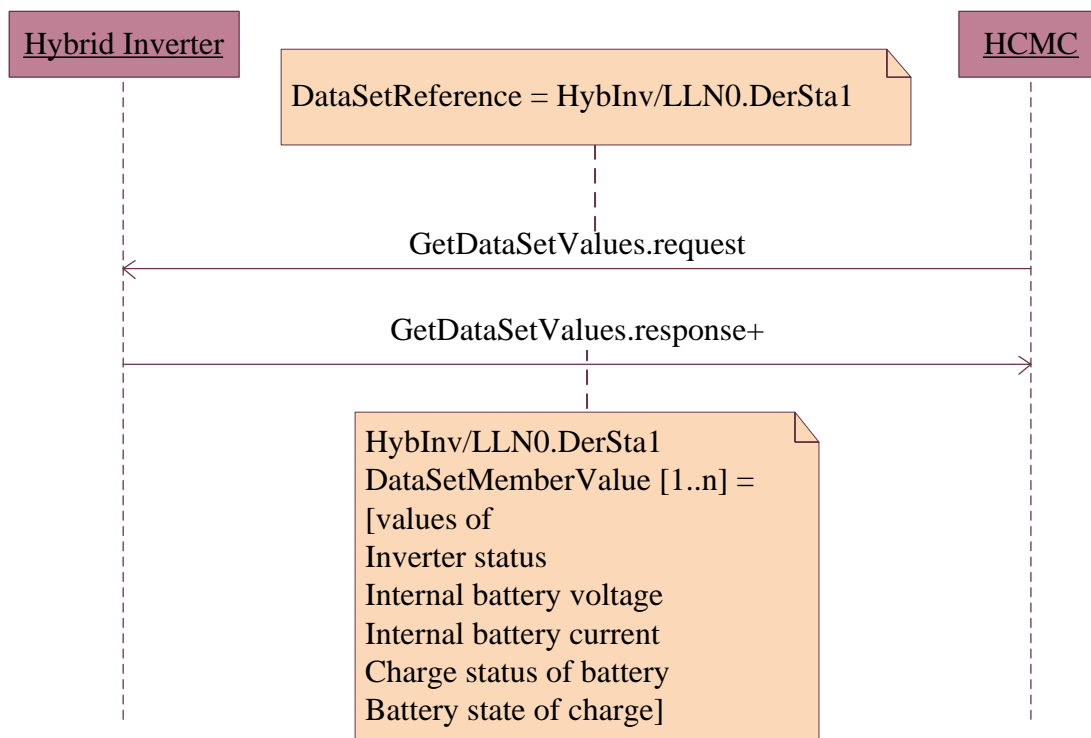 Hybrid Inverter
HCMC
DataSetReference = HybInv/LLN0.DerSta1
GetDataSetValues.request
GetDataSetValues.response+
HybInv/LLN0.DerSta1
DataSetMemberValue [1..n] =
[values of
Inverter status
Internal battery voltage
Internal battery current
Charge status of battery
Battery state of charge]